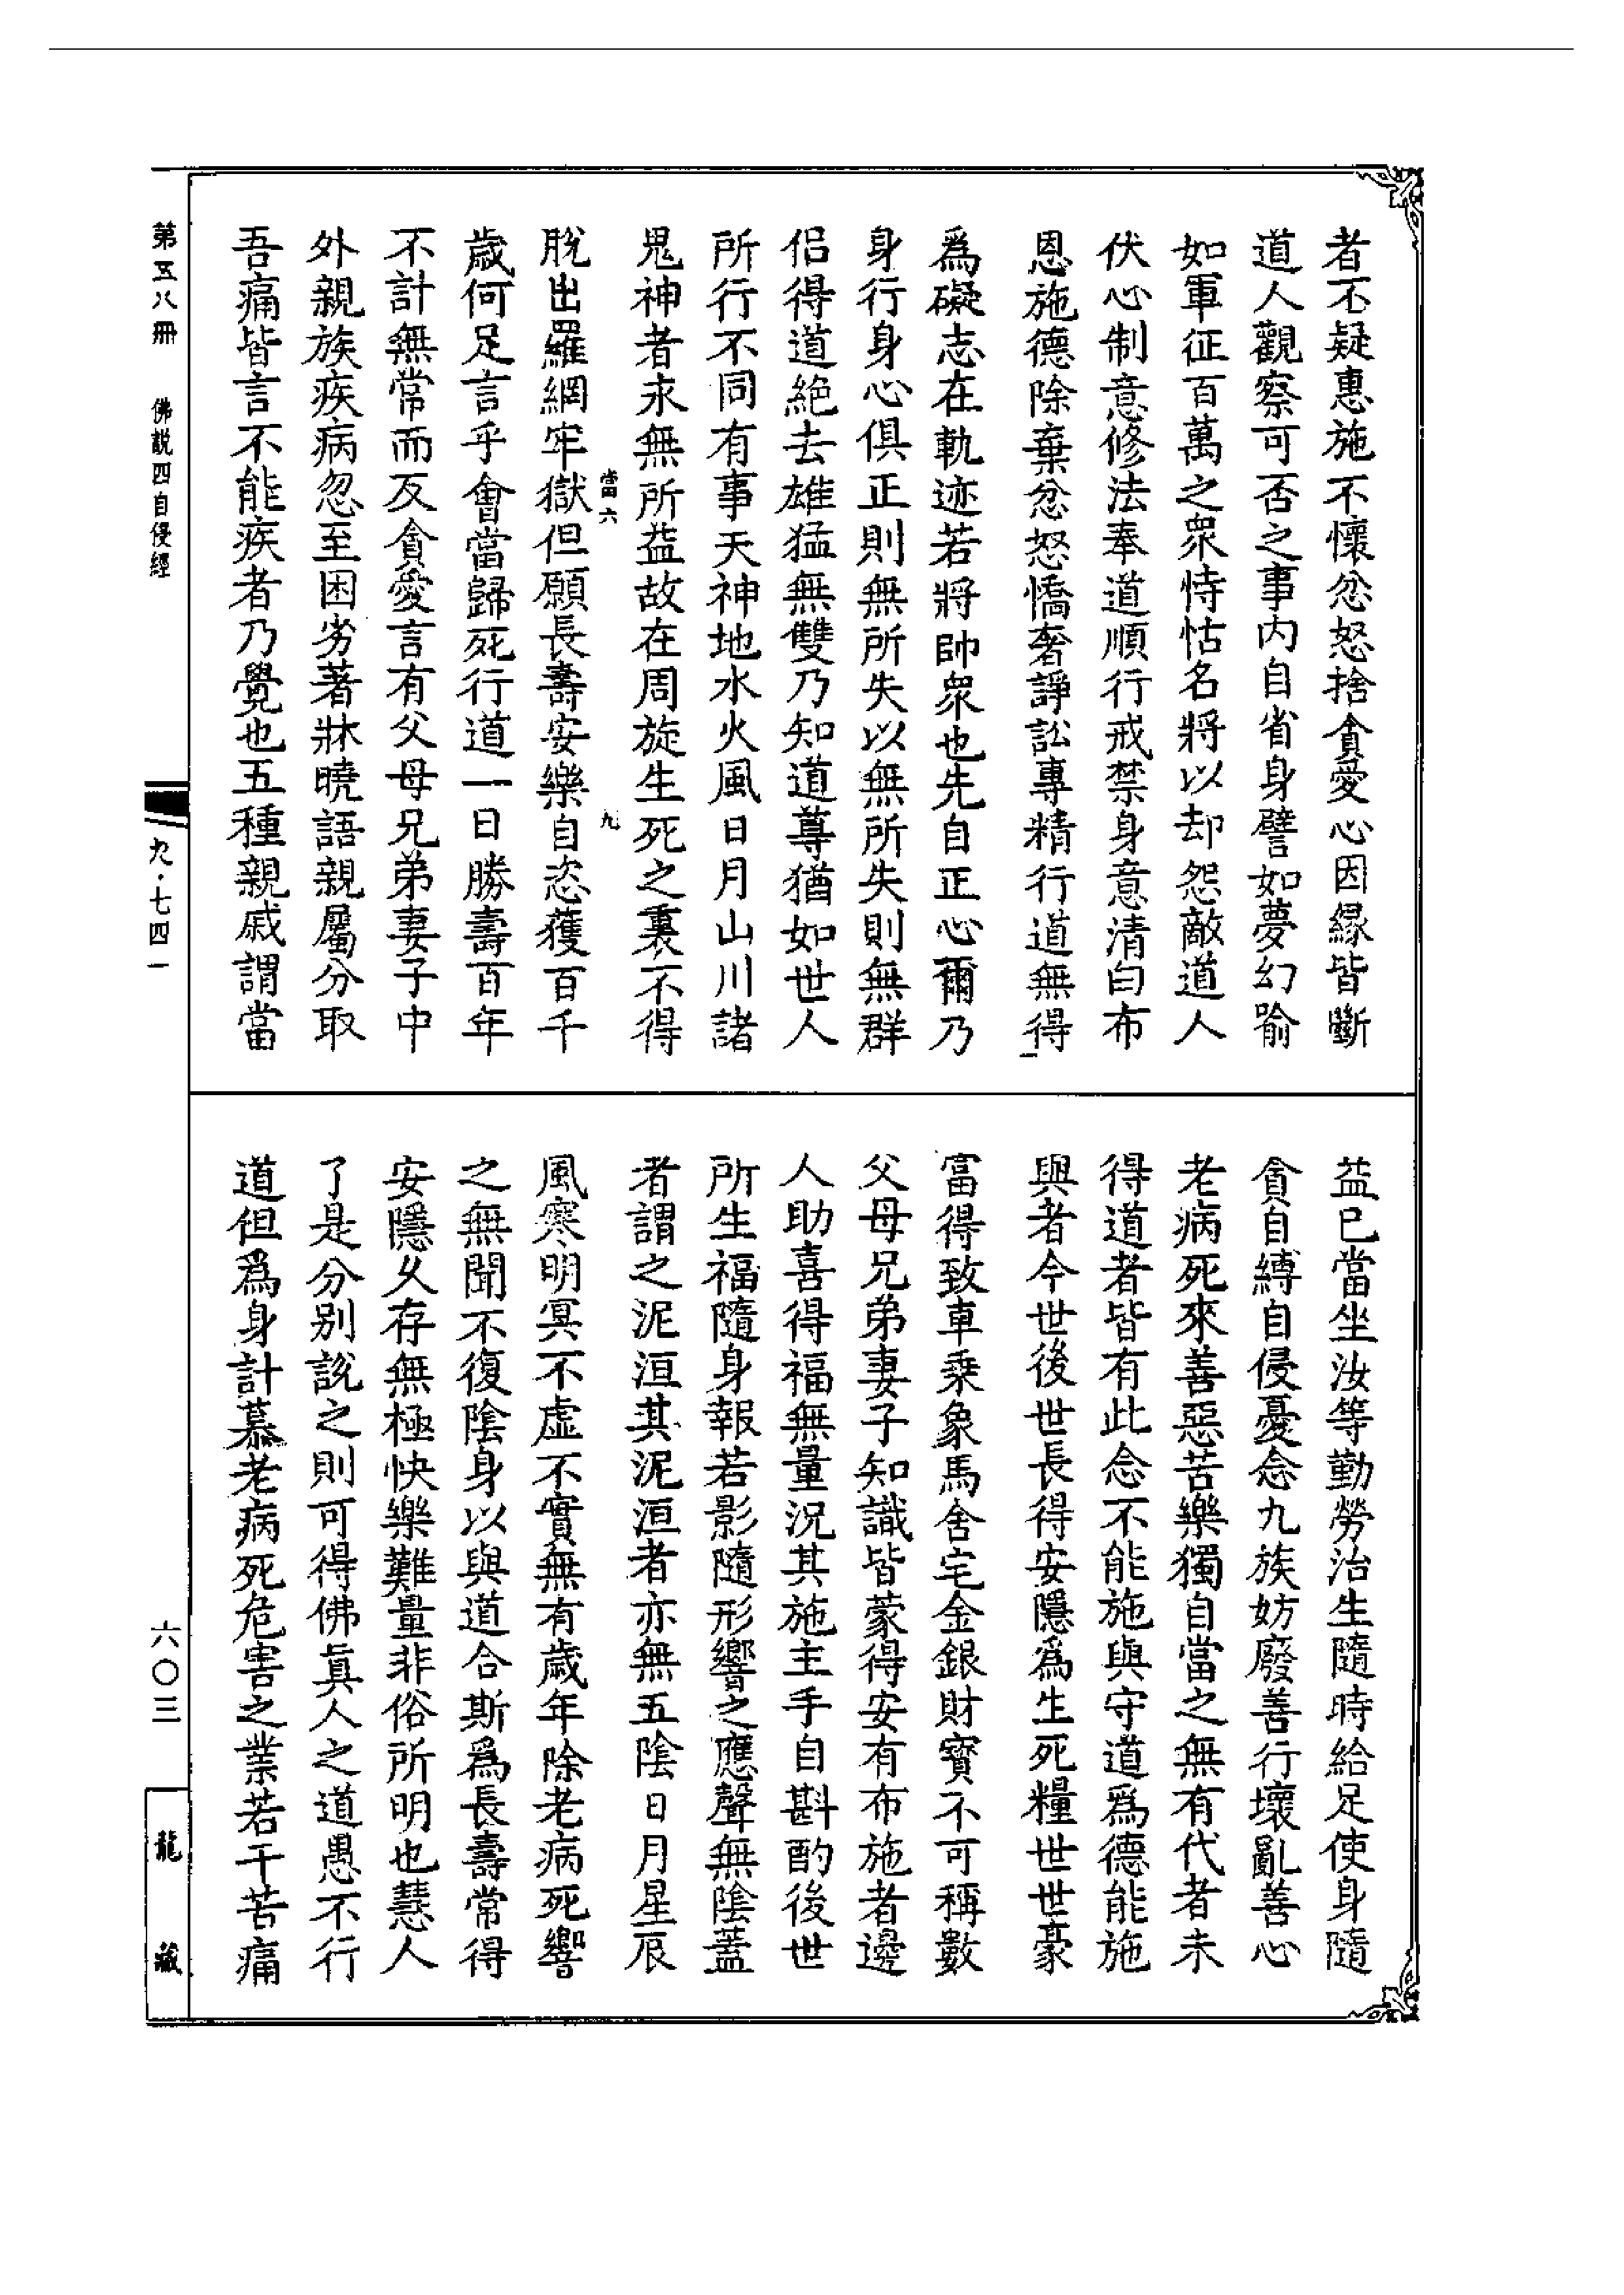 者不疑惠施不懷忿怒捨貪愛心因緣皆斷
道人觀察可否之事内自省身譬如夢幻喻
如軍征百萬之衆恃怙名將以却怨敵道人
伏心制意修法奉道順行戒禁身意清白布
恩施德除棄忿怒憍奢諍訟專精行道無得
爲礙志在軌迹若將帥衆也先自正心爾乃
身行身心俱正則無所失以無所失則無群
侣得道絶去雄猛無雙乃知道尊猶如世人
所行不同有事天神地水火風日月山川諸
鬼神者求無所益故在周旋生死之裏不得
當六
九
脫出羅網牢獄但願長壽安樂自恣獲百千
歲何足言乎會當歸死行道一日勝壽百年
不計無常而反貪愛言有父母兄弟妻子中
外親族疾病忽至困劣著牀曉語親屬分取
吾痛皆言不能疾者乃覺也五種親戚謂當
益已當坐汝等勤勞治生隨時給足使身隨
貪自縛自侵憂念九族妨廢善行壞亂善心
老病死來善惡苦樂獨自當之無有代者未
得道者皆有此念不能施與守道爲德能施
與者今世後世長得安隱爲生死糧世世豪
富得致車乗象馬舍宅金銀財寳不可稱數
父母兄弟妻子知識皆蒙得安有布施者邊
人助喜得福無量況其施主手自斟酌後世
所生福隨身報若影隨形響之應聲無陰蓋
者謂之泥洹其泥洹者亦無五陰日月星辰
風寒明冥不虛不實無有歲年除老病死響
之無聞不復陰身以與道合斯爲長壽常得
安隱久存無極快樂難量非俗所明也慧人
了是分别說之則可得佛真人之道愚不行
道但爲身計慕老病死危害之業若干苦痛
第五八冊　佛説四自侵經
九·七四一
六〇三
龍藏